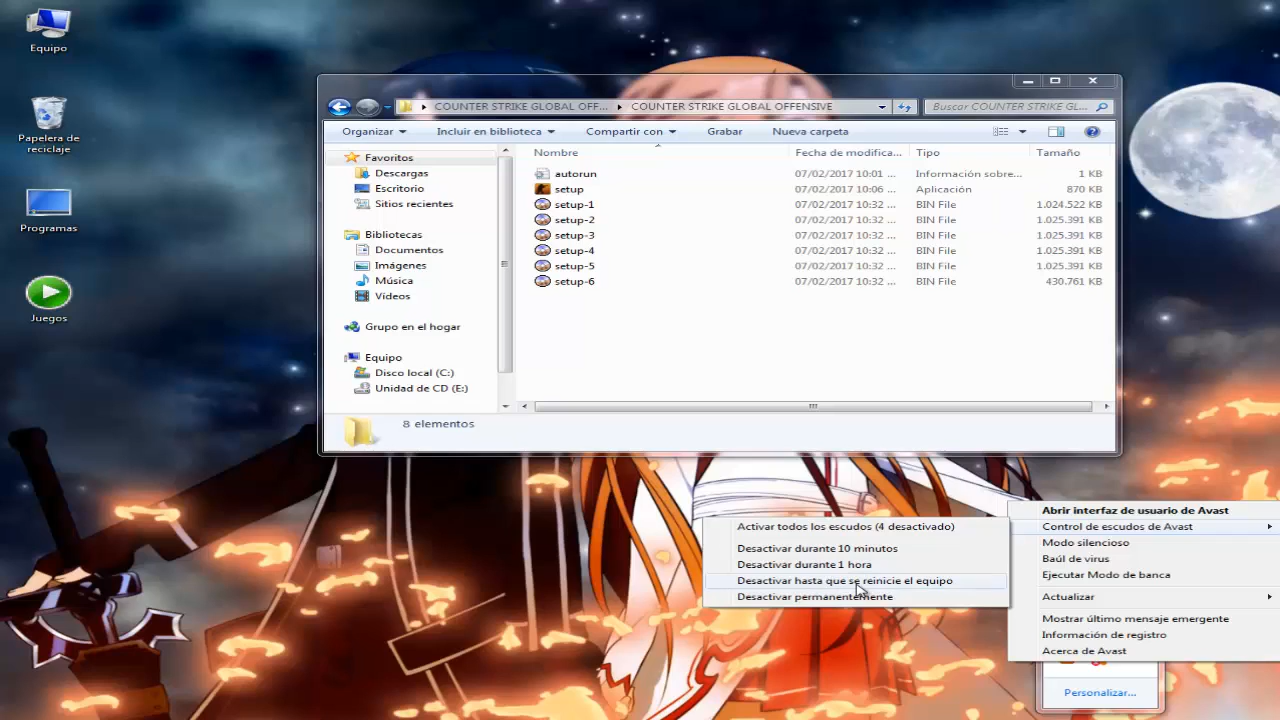 Equipo
Papelera de
reciclaje
Programas
Juegos
COUNTER STRIKE GLOBAL OFF... COUNTER STRIKE GLOBAL OFFENSIVE
Buscar COUNTER STRIKE GL...
Organizar Incluir en biblioteca Compartir con Grabar Nueva carpeta
Favoritos
Descargas
Escritorio
Sitios recientes
Bibliotecas
Documentos
Imágenes
Música
Vídeos
Grupo en el hogar
Equipo
Disco local (C:)
Unidad de CD (E:)
Nombre Fecha de modifica... Tipo Tamaño
autorun 07/02/2017 10:01 ... Información sobre... 1 KB
setup 07/02/2017 10:06 ... Aplicación 870 KB
setup-1 07/02/2017 10:32 ... BIN File 1.024.522 KB
setup-2 07/02/2017 10:32 ... BIN File 1.025.391 KB
setup-3 07/02/2017 10:32 ... BIN File 1.025.391 KB
setup-4 07/02/2017 10:32 ... BIN File 1.025.391 KB
setup-5 07/02/2017 10:32 ... BIN File 1.025.391 KB
setup-6 07/02/2017 10:32 ... BIN File 430.761 KB
8 elementos
Activar todos los escudos (4 desactivado)
Desactivar durante 10 minutos
Desactivar durante 1 hora
Desactivar hasta que se reinicie el equipo
Desactivar permanentemente
Abrir interfaz de usuario de Avast
Control de escudos de Avast
Modo silencioso
Baúl de virus
Ejecutar Modo de banca
Actualizar
Mostrar último mensaje emergente
Información de registro
Acerca de Avast
Personalizar...